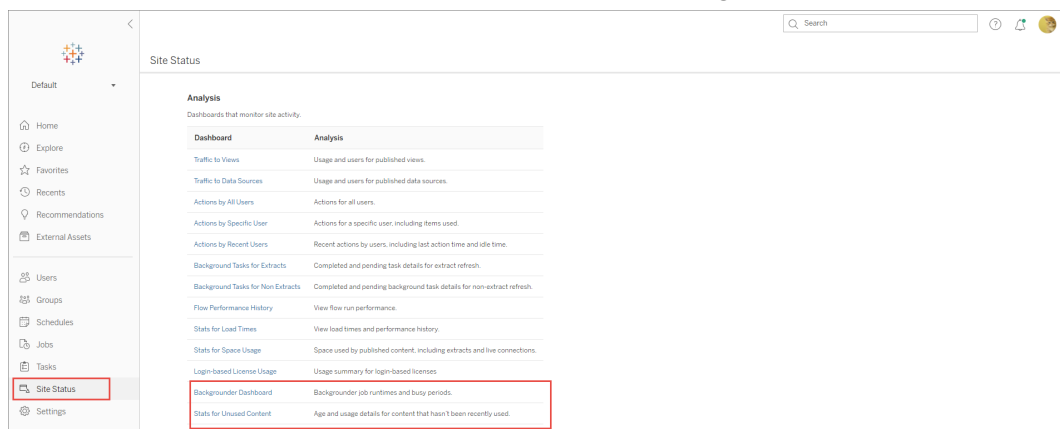 Search
Site Status
Default
Home
Explore
Favorites
Recents
Recommendations
External Assets
Users
Groups
Schedules
Jobs
Tasks
Site Status
Settings
Analysis
Dashboards that monitor site activity.
Dashboard Analysis
Traffic to Views Usage and users for published views.
Traffic to Data Sources Usage and users for published data sources.
Actions by All Users Actions for all users.
Actions by Specific User Actions for a specific user, including items used.
Actions by Recent Users Recent actions by users, including last action time and idle time.
Background Tasks for Extracts Completed and pending task details for extract refresh.
Background Tasks for Non Extracts Completed and pending background task details for non-extract refresh.
Flow Performance History View flow run performance.
Stats for Load Times View load times and performance history.
Stats for Space Usage Space used by published content, including extracts and live connections.
Login-based License Usage Usage summary for login-based licenses
Backgrounder Dashboard Backgrounder job runtimes and busy periods.
Stats for Unused Content Age and usage details for content that hasn't been recently used.